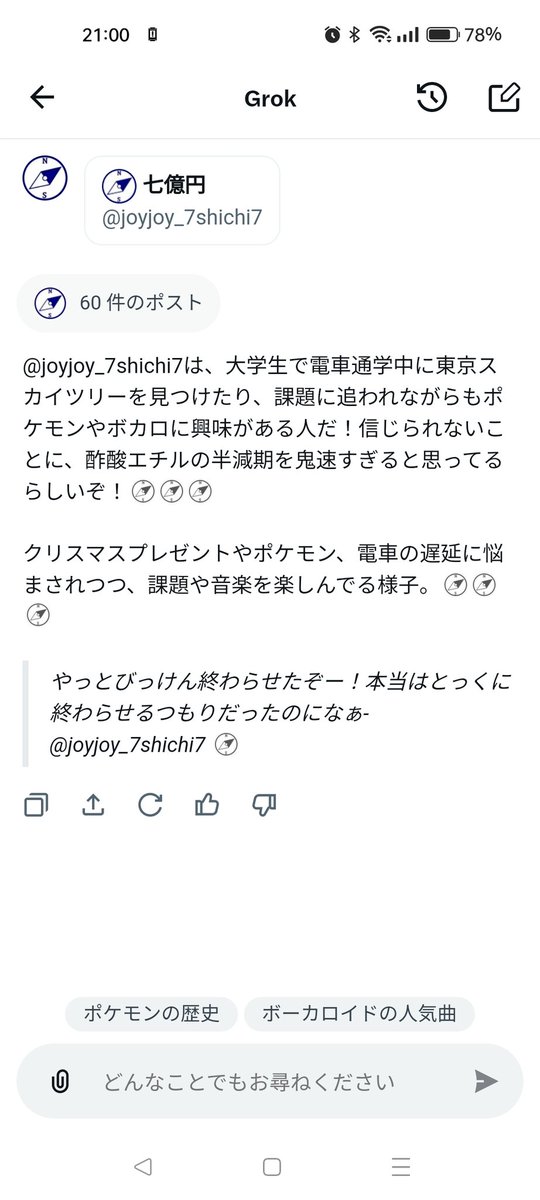 21:00
78%
Grok
N
S
N
S
七億円
@joyjoy_7shichi7
60 件のポスト
@joyjoy_7shichi7は、大学生で電車通学中に東京ス
カイツリーを見つけたり、課題に追われながらもポ
ケモンやボカロに興味がある人だ！信じられないこ
とに、酢酸エチルの半減期を鬼速すぎると思ってる
らしいぞ！
クリスマスプレゼントやポケモン、電車の遅延に悩
まされつつ、課題や音楽を楽しんでる様子。
やっとびっけん終わらせたぞー！本当はとっくに
終わらせるつもりだったのになぁ-
@joyjoy_7shichi7
ポケモンの歴史
ボーカロイドの人気曲
どんなことでもお尋ねください